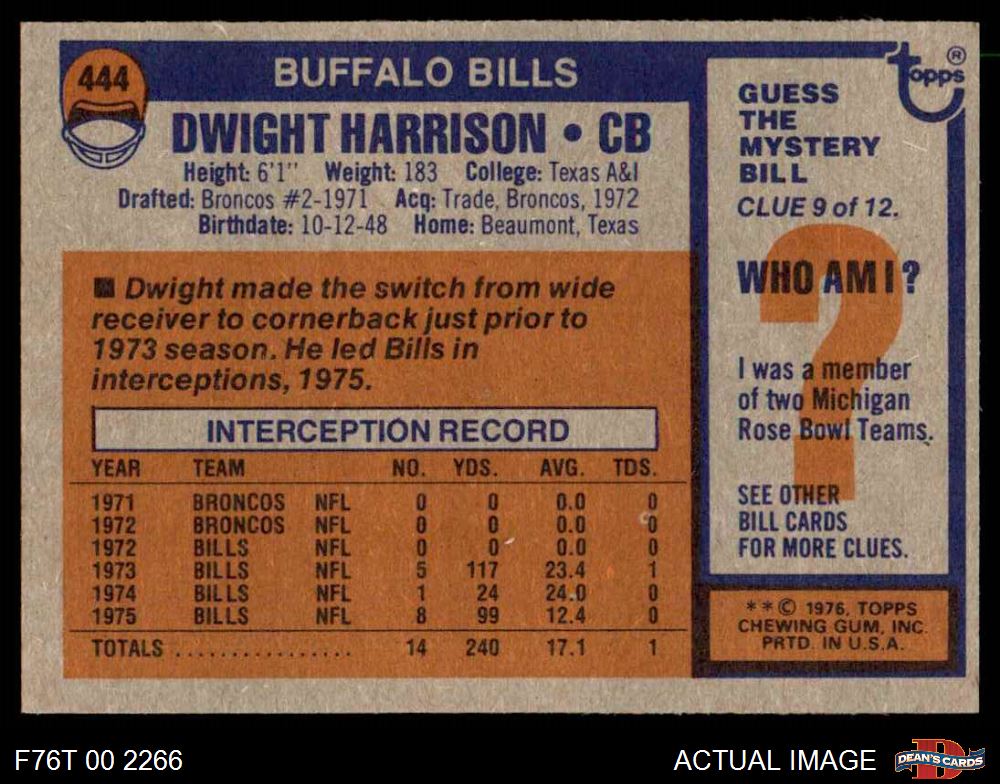 444
BUFFALO BILLS
DWIGHT HARRISON • CB
Height: 6'1" Weight: 183 College: Texas A&I
Drafted: Broncos #2-1971 Acq: Trade, Broncos, 1972
Birthdate: 10-12-48 Home: Beaumont, Texas
■ Dwight made the switch from wide
receiver to cornerback just prior to
1973 season. He led Bills in
interceptions, 1975.
INTERCEPTION RECORD
YEAR TEAM NO. YDS. AVG. TDS.
1971 BRONCOS NFL 0 0 0.0 0
1972 BRONCOS NFL 0 0 0.0 0
1972 BILLS NFL 0 0 0.0 0
1973 BILLS NFL 5 117 23.4 1
1974 BILLS NFL 1 24 24.0 0
1975 BILLS NFL 8 99 12.4 0
TOTALS ................ 14 240 17.1 1
topps ®
GUESS
THE
MYSTERY
BILL
CLUE 9 of 12.
?
WHO AM I?
I was a member
of two Michigan
Rose Bowl Teams.
SEE OTHER
BILL CARDS
FOR MORE CLUES.
**© 1976. TOPPS
CHEWING GUM, INC.
PRTD. IN U.S.A.
F76T 00 2266
ACTUAL IMAGE
D
DEAN'S CARDS